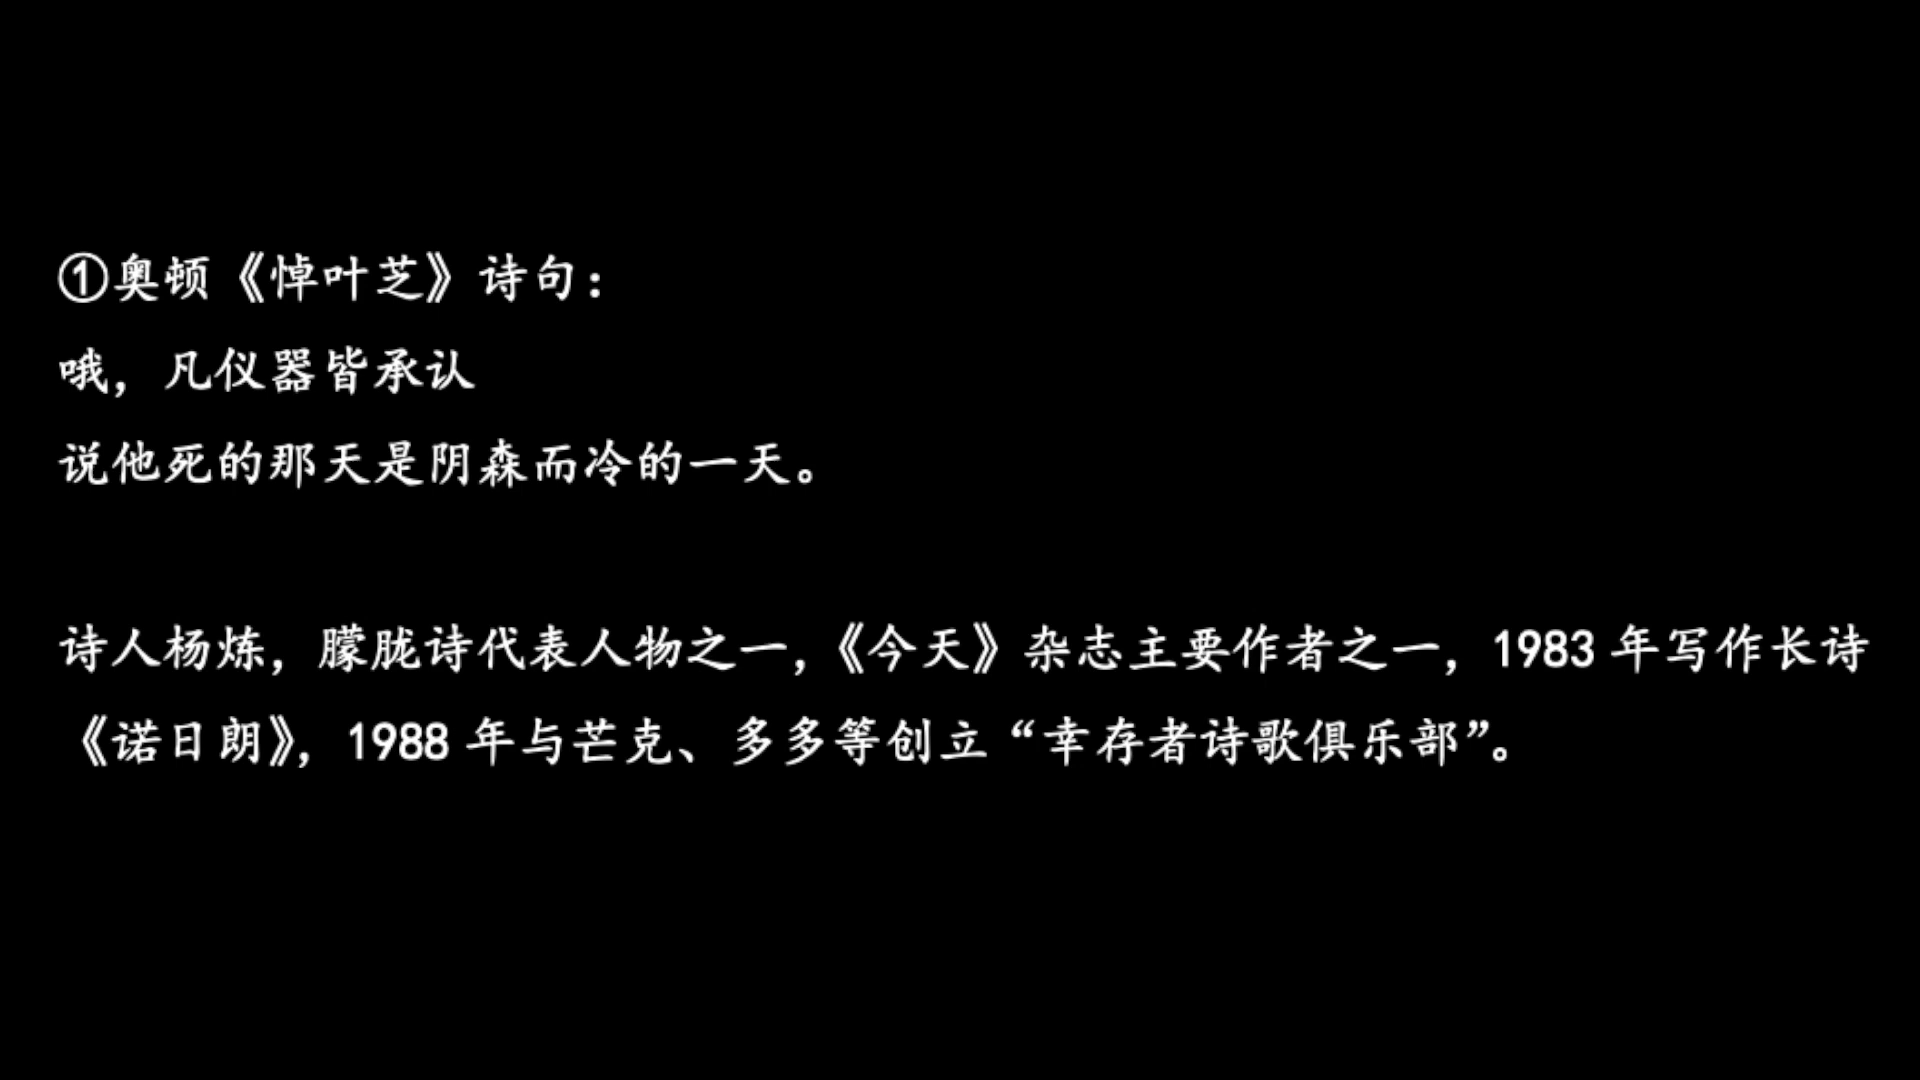 ①奥顿《悼叶芝》诗句：
哦，凡仪器皆承认
说他死的那天是阴森而冷的一天。
诗人杨炼，朦胧诗代表人物之一，《今天》杂志主要作者之一，1983 年写作长诗
《诺日朗》，1988 年与芒克、多多等创立“幸存者诗歌俱乐部”。